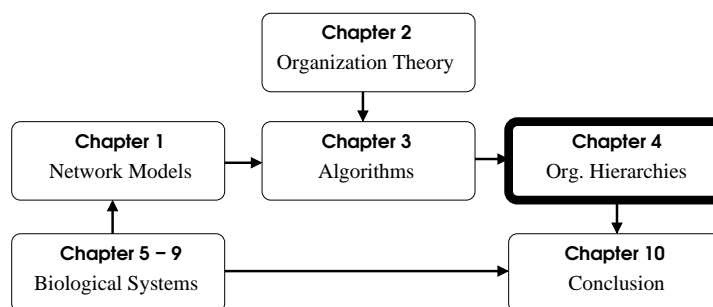 Chapter 2
Organization Theory
Chapter 1
Network Models
Chapter 3
Algorithms
Chapter 4
Org. Hierarchies
Chapter 5 – 9
Biological Systems
Chapter 10
Conclusion